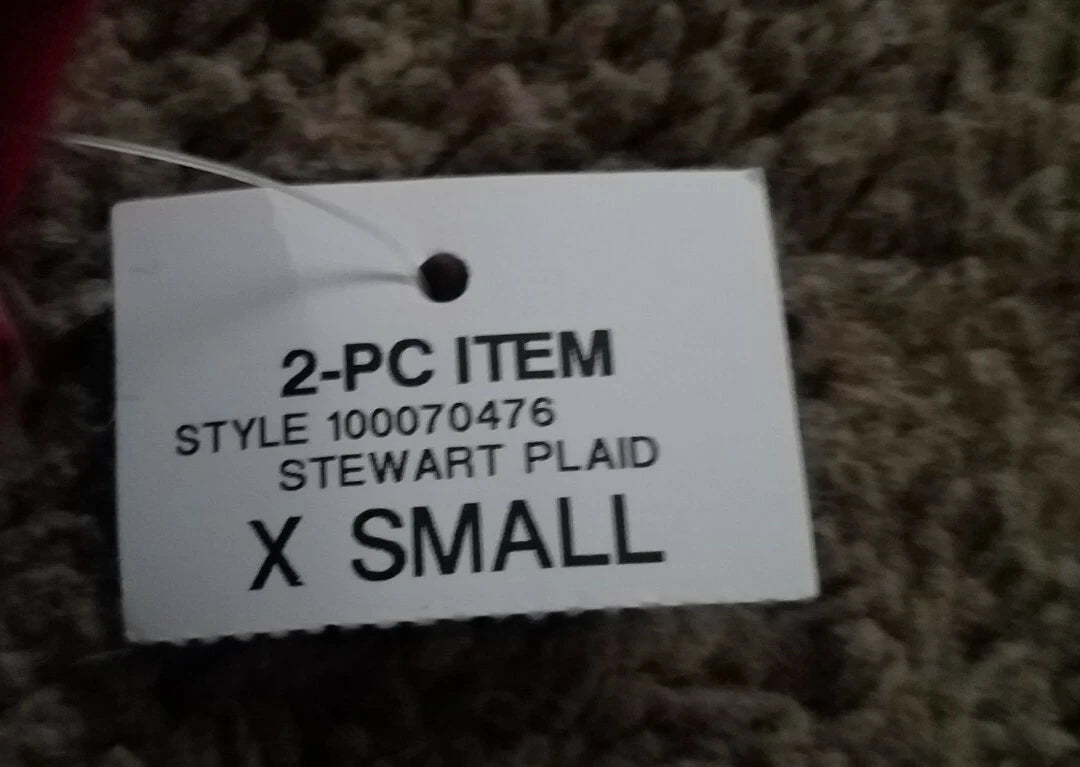 2-PC ITEM
STYLE 100070476
STEWART PLAID
X SMALL